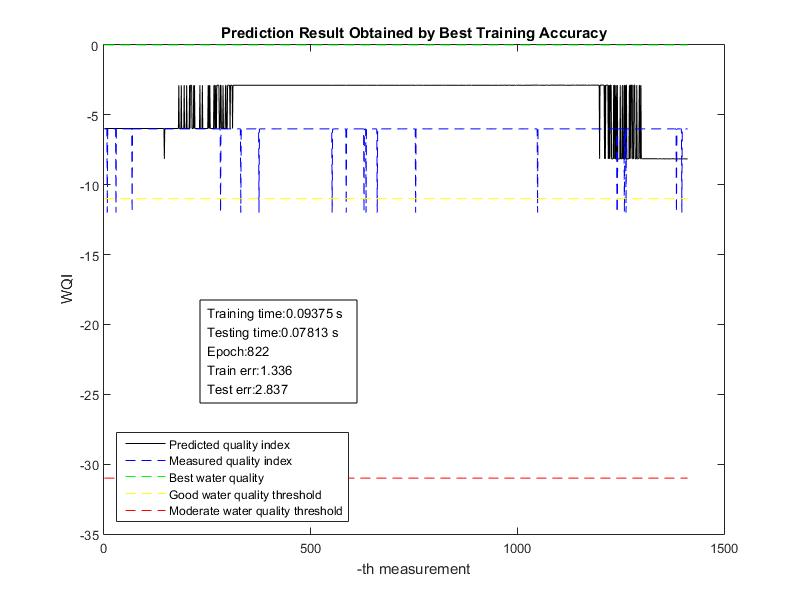 Prediction Result Obtained by Best Training Accuracy
0
-5
-10
-15
-20
-25
-30
-35
WQI
Training time:0.09375 s
Testing time:0.07813 s
Epoch:822
Train err:1.336
Test err:2.837
Predicted quality index
Measured quality index
Best water quality
Good water quality threshold
Moderate water quality threshold
0 500 1000 1500
-th measurement